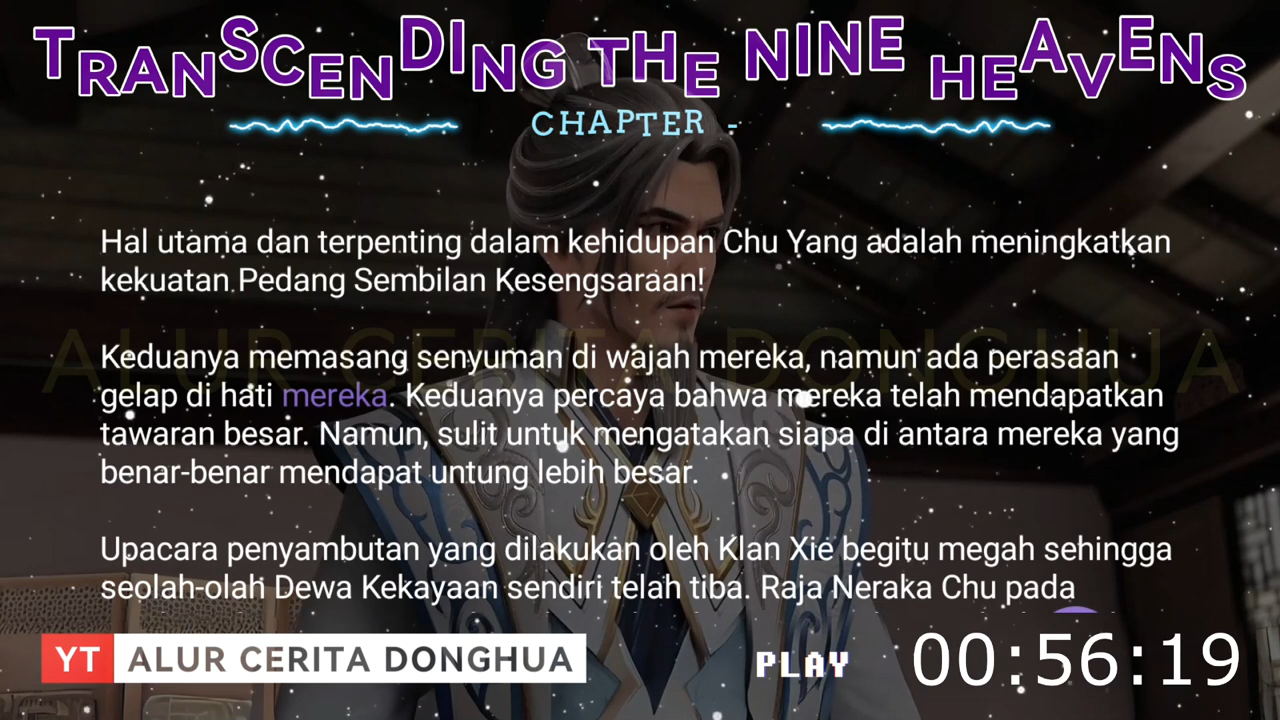 TRANSCENDING THE NINE HEAVENS
CHAPTER -
Hal utama dan terpenting dalam kehidupan Chu Yang adalah meningkatkan
kekuatan Pedang Sembilan Kesengsaraan!
Keduanya memasang senyuman di wajah mereka, namun ada perasaan
gelap di hati mereka. Keduanya percaya bahwa mereka telah mendapatkan
tawaran besar. Namun, sulit untuk mengatakan siapa di antara mereka yang
benar-benar mendapat untung lebih besar.
Upacara penyambutan yang dilakukan oleh Klan Xie begitu megah sehingga
seolah-olah Dewa Kekayaan sendiri telah tiba. Raja Neraka Chu pada
ALUR CERITA DONGHUA
YT ALUR CERITA DONGHUA
PLAY
00:56:19